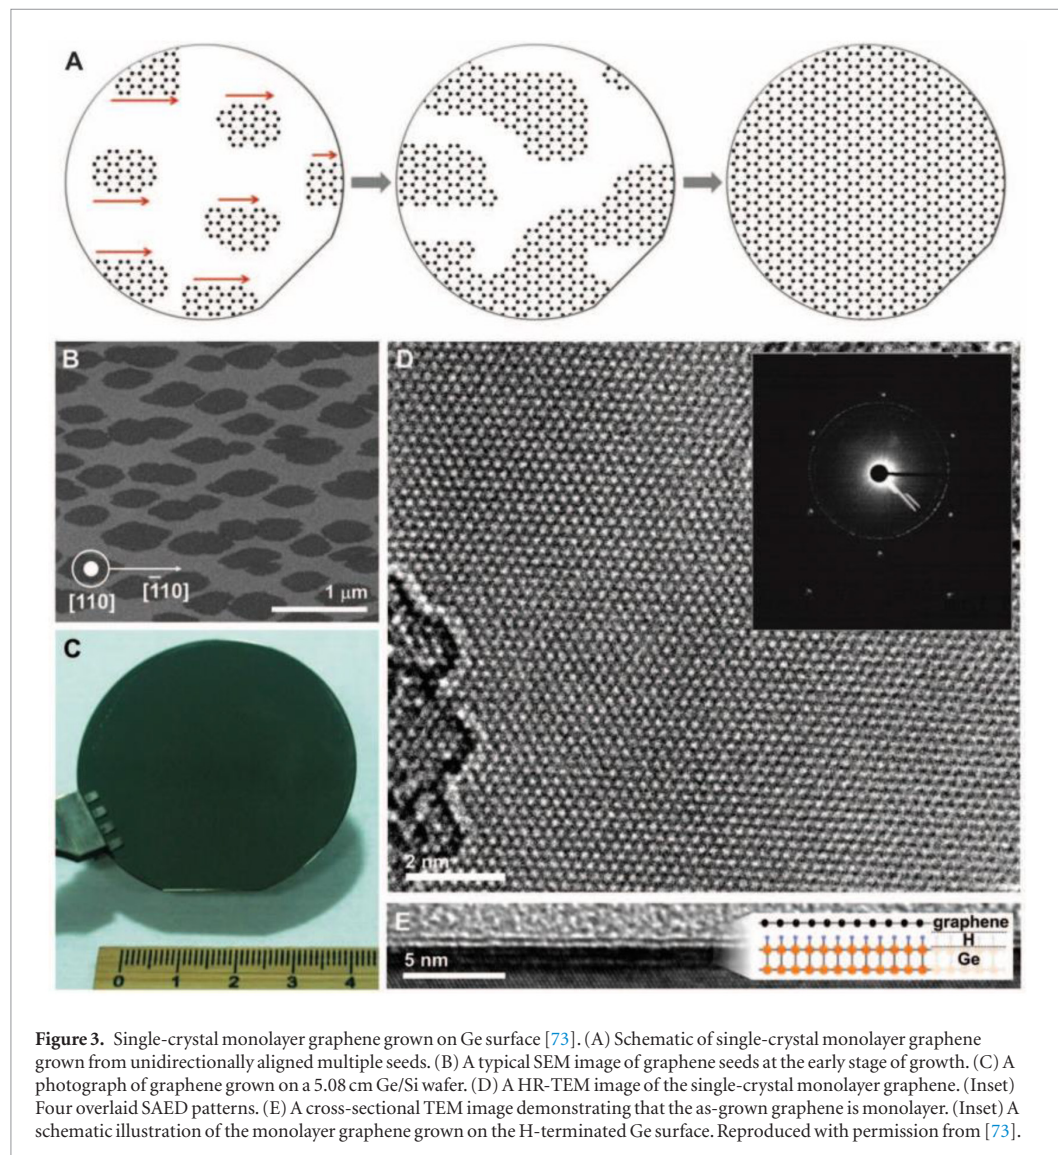 A
B
[110]
[1̅10]
1 μm
C
0 1 2 3 4
D
2 nm
E
5 nm
graphene
H
Ge
Figure 3. Single-crystal monolayer graphene grown on Ge surface [73]. (A) Schematic of single-crystal monolayer graphene
grown from unidirectionally aligned multiple seeds. (B) A typical SEM image of graphene seeds at the early stage of growth. (C) A
photograph of graphene grown on a 5.08 cm Ge/Si wafer. (D) A HR-TEM image of the single-crystal monolayer graphene. (Inset)
Four overlaid SAED patterns. (E) A cross-sectional TEM image demonstrating that the as-grown graphene is monolayer. (Inset) A
schematic illustration of the monolayer graphene grown on the H-terminated Ge surface. Reproduced with permission from [73].